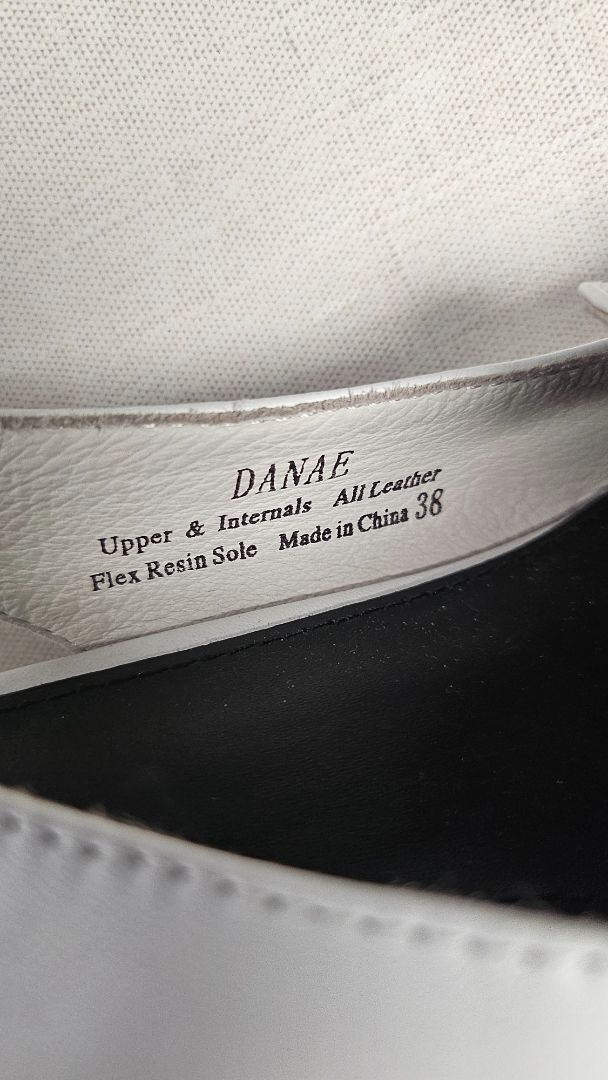 DANAE
Upper & Internals All Leather
Flex Resin Sole Made in China 38